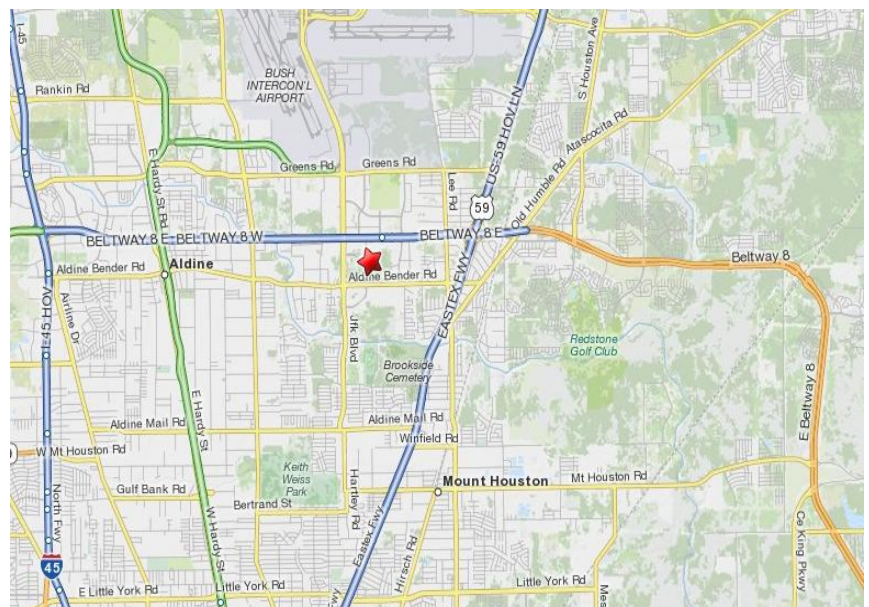 I-45
S Houston Ave
BUSH
INTERCON'L
AIRPORT
Rankin Rd
US-59 HOV LN
Atascocita Rd
E Hardy St Rd
Greens Rd
Greens Rd
Lee Rd
Old Humble Rd
59
BELTWAY 8 E
BELTWAY 8 W
BELTWAY 8 E
Beltway 8
Aldine Bender Rd
Aldine
Aldine Bender Rd
EASTEX FWY
I-45 HOV
Airline Dr
Jfk Blvd
Redstone
Golf Club
Brookside
Cemetery
E Hardy St
E Beltway 8
Aldine Mail Rd
Aldine Mail Rd
Winfield Rd
W Mt Houston Rd
Keith
Weiss
Park
Hartley Rd
Mount Houston
Mt Houston Rd
Gulf Bank Rd
Bertrand St
North Fwy
W Hardy St
Eastex Fwy
Hirsch Rd
Ce King Pkwy
45
E Little York Rd
Little York Rd
Fwy
Little York Rd
Mes